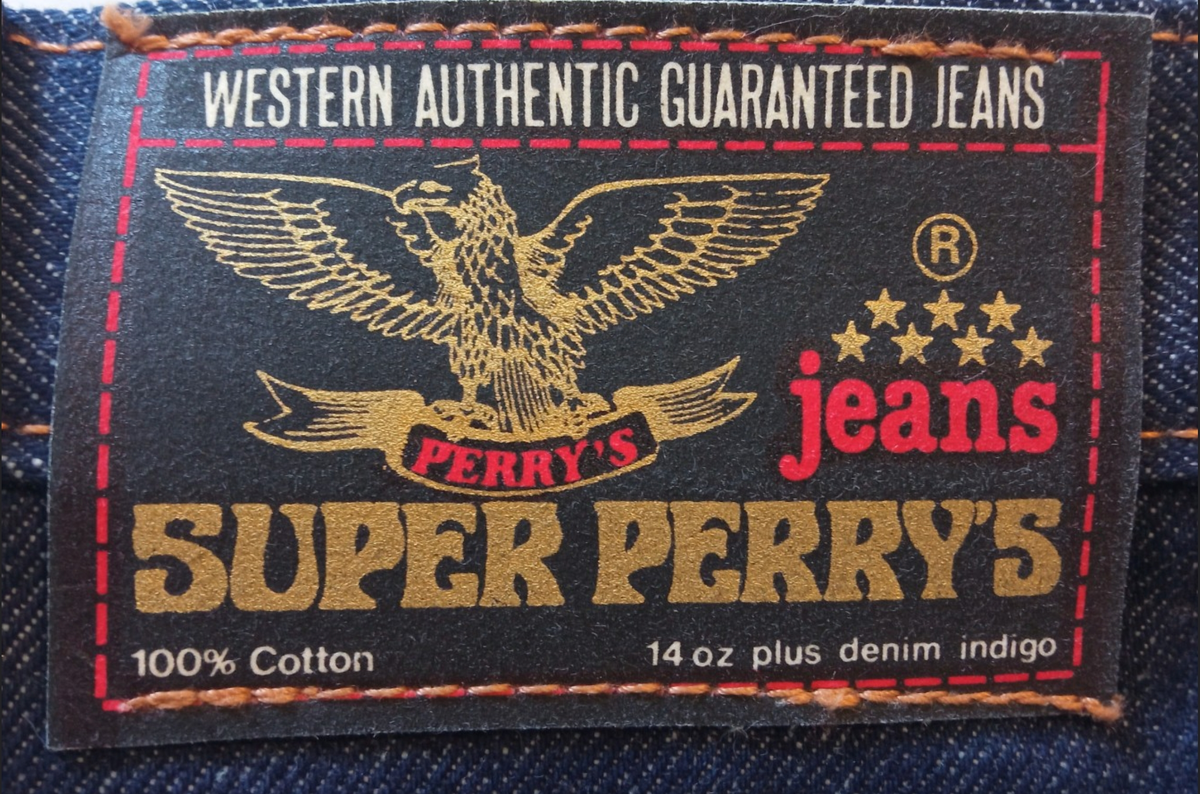 WESTERN AUTHENTIC GUARANTEED JEANS
®
jeans
PERRY'S
SUPER PERRY'S
100% Cotton
14 oz plus denim indigo